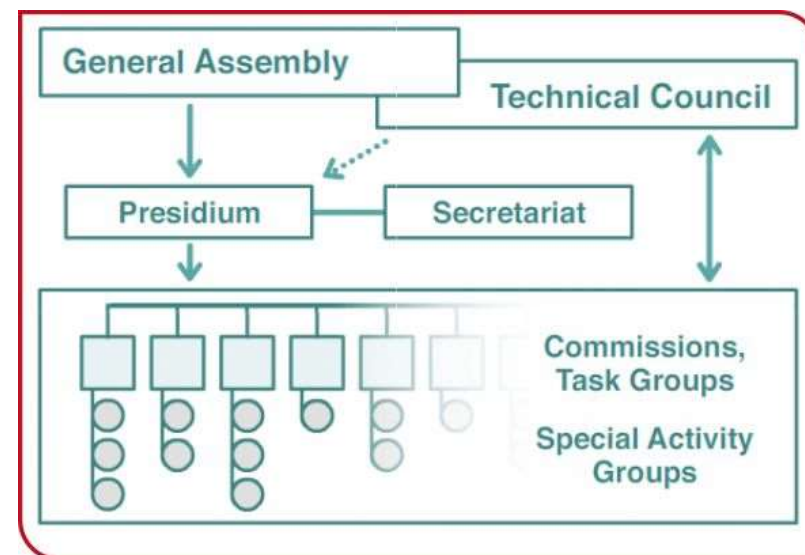 General Assembly
Technical Council
Presidium
Secretariat
Commissions,
Task Groups
Special Activity
Groups